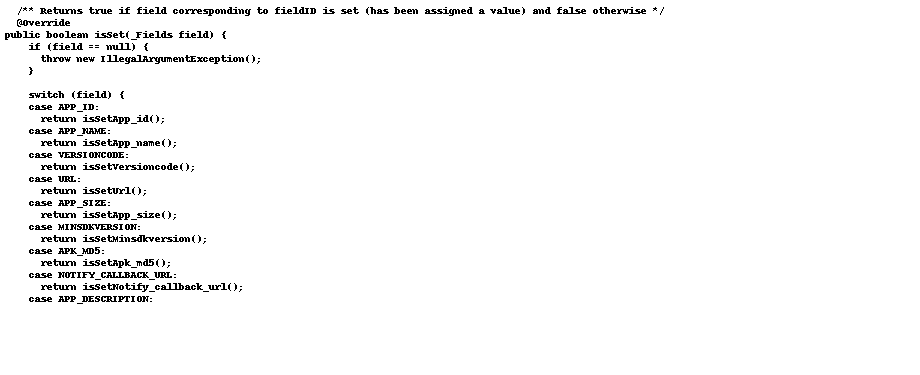 /** Returns true if field corresponding to fieldID is set (has been assigned a value) and false otherwise */
@Override
public boolean isSet(_Fields field) {
if (field == null) {
throw new IllegalArgumentException();
}
switch (field) {
case APP_ID:
return isSetApp_id();
case APP_NAME:
return isSetApp_name();
case VERSIONCODE:
return isSetVersioncode();
case URL:
return isSetUrl();
case APP_SIZE:
return isSetApp_size();
case MINSDKVERSION:
return isSetMinsdkversion();
case APK_MD5:
return isSetApk_md5();
case NOTIFY_CALLBACK_URL:
return isSetNotify_callback_url();
case APP_DESCRIPTION: